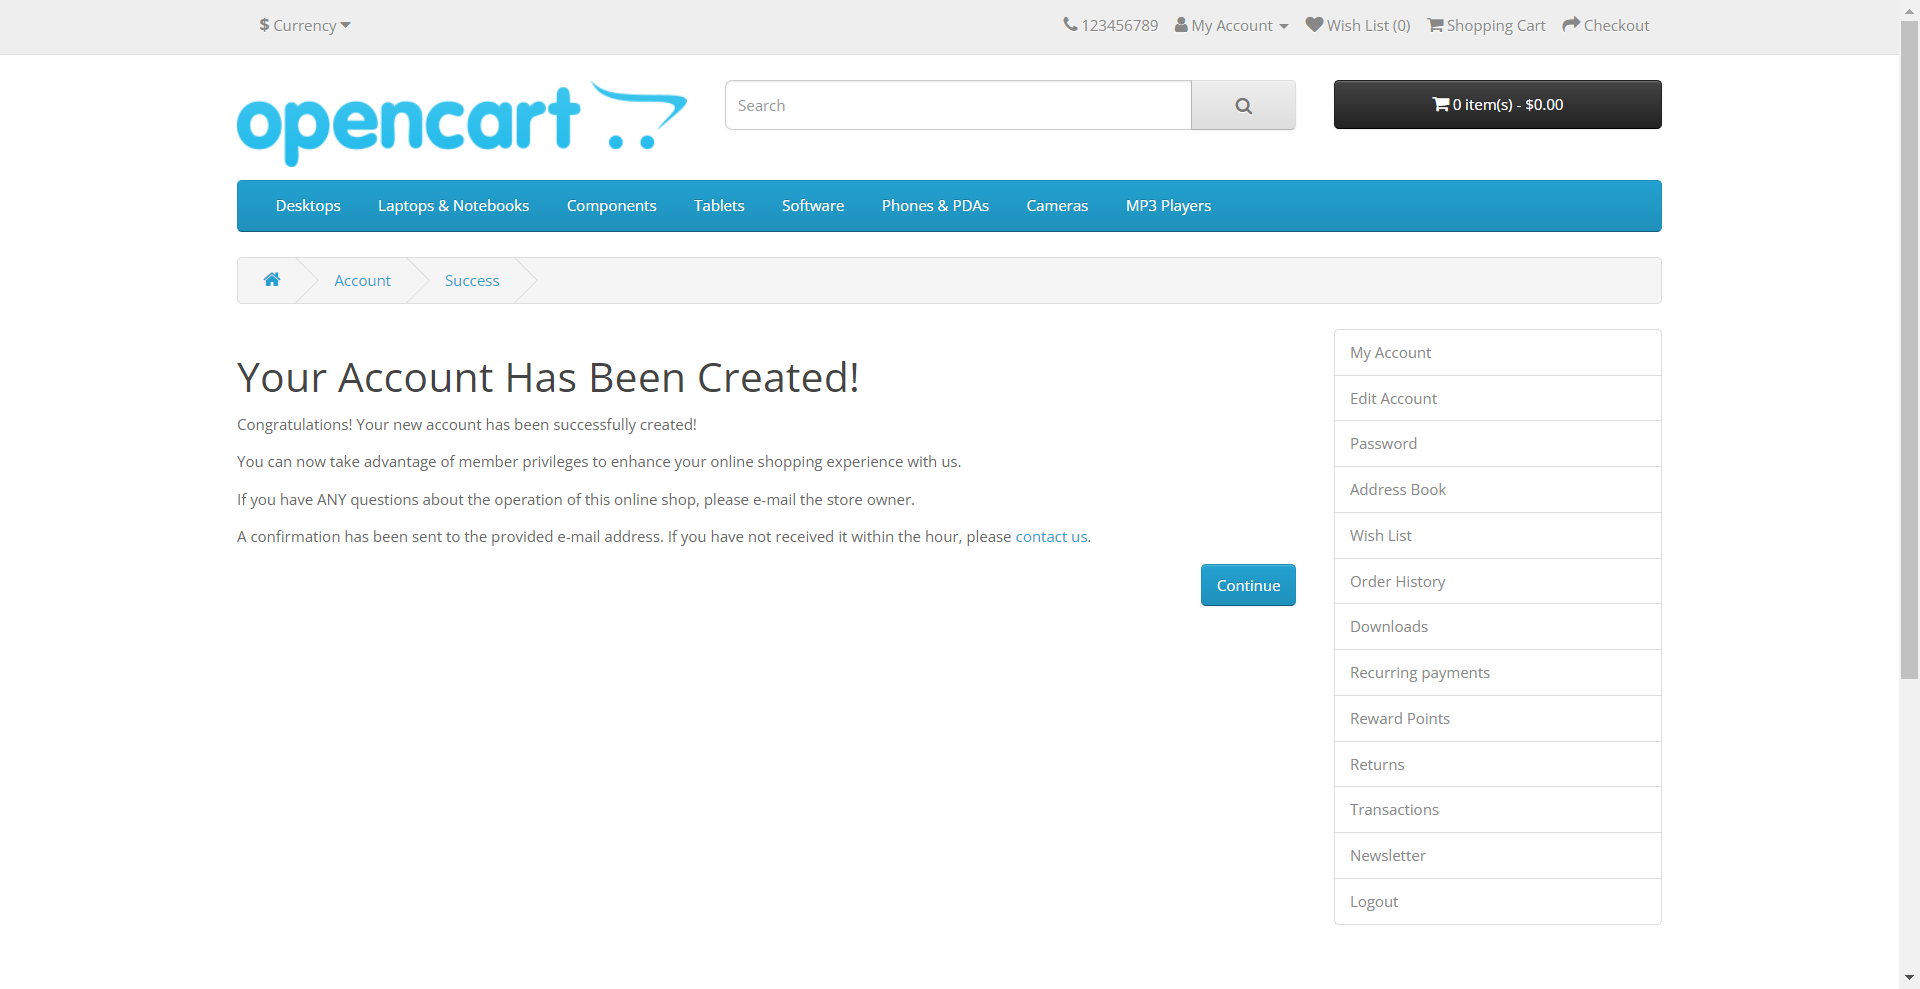 $ Currency
123456789
My Account
Wish List (0)
Shopping Cart
Checkout
opencart
Search
0 item(s) - $0.00
Desktops
Laptops & Notebooks
Components
Tablets
Software
Phones & PDAs
Cameras
MP3 Players
Account
Success
Your Account Has Been Created!
Congratulations! Your new account has been successfully created!
You can now take advantage of member privileges to enhance your online shopping experience with us.
If you have ANY questions about the operation of this online shop, please e-mail the store owner.
A confirmation has been sent to the provided e-mail address. If you have not received it within the hour, please contact us.
Continue
My Account
Edit Account
Password
Address Book
Wish List
Order History
Downloads
Recurring payments
Reward Points
Returns
Transactions
Newsletter
Logout